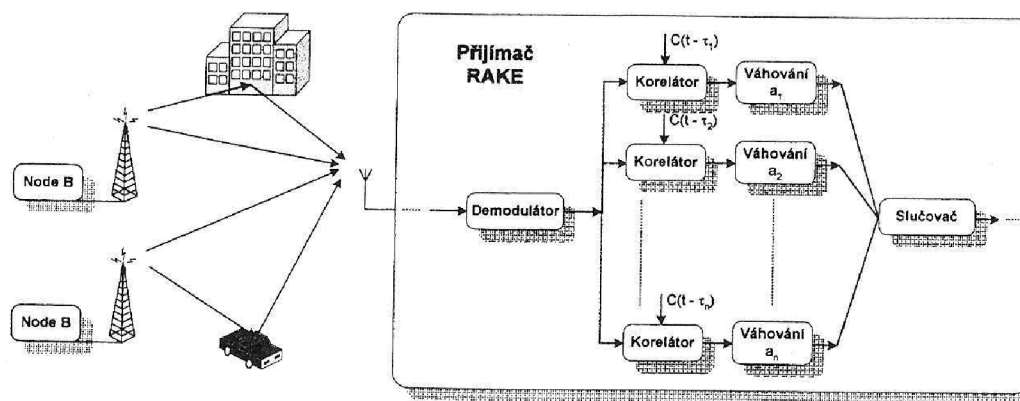 Přijímač
RAKE
C(t - τ₁)
Korelátor
Váhování
a₁
C(t - τ₂)
Korelátor
Váhování
a₂
Node B
Demodulátor
Slučovač
C(t - τₙ)
Node B
Korelátor
Váhování
aₙ